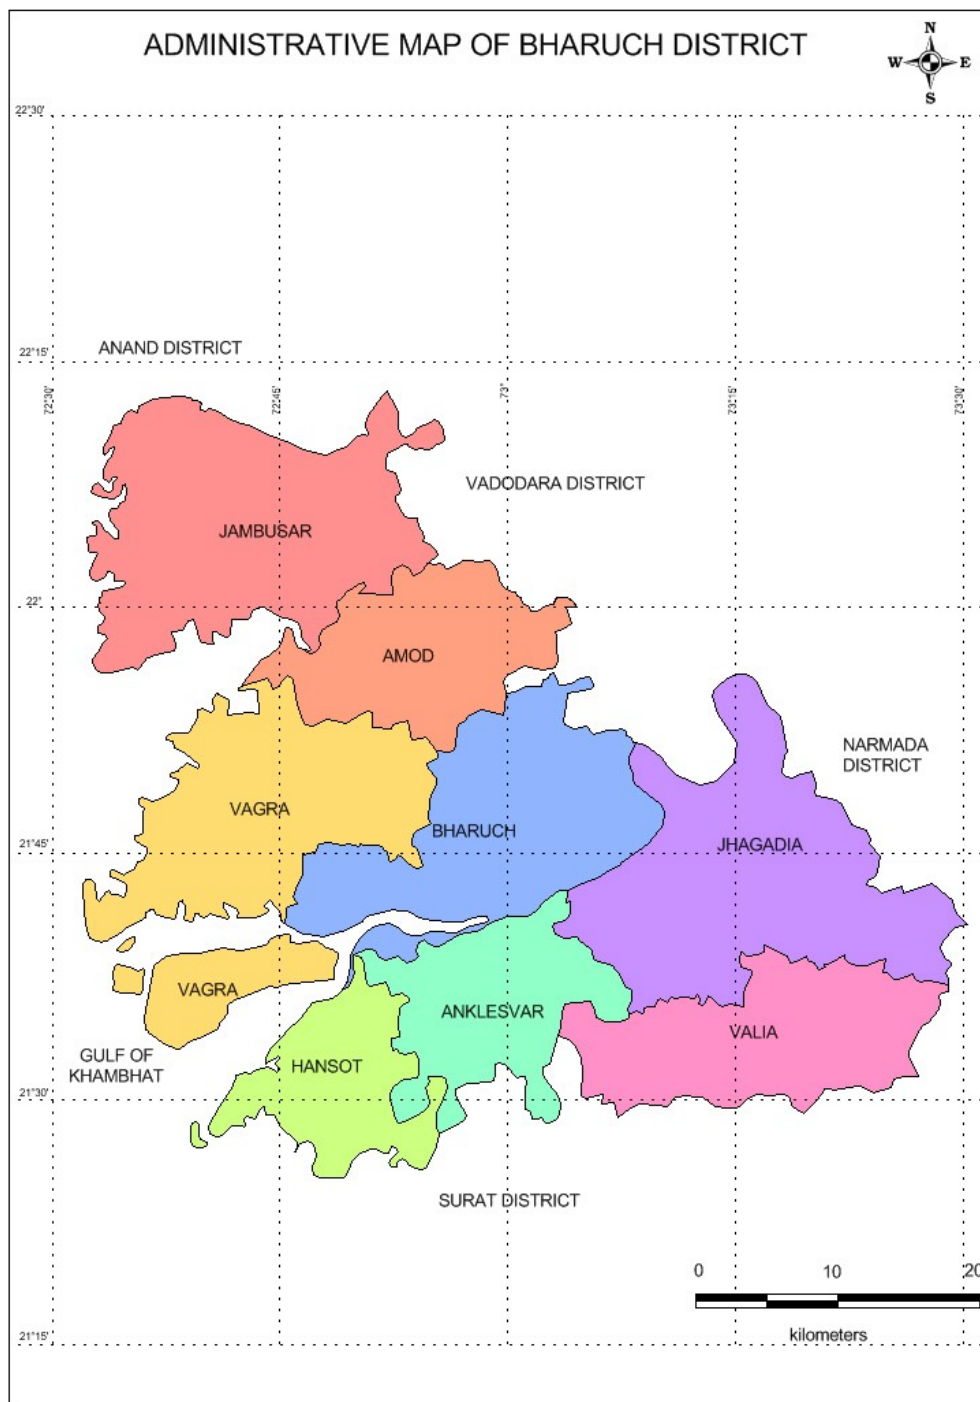 ADMINISTRATIVE MAP OF BHARUCH DISTRICT
N
W E
S
22°30'
22°15'
ANAND DISTRICT
72°30'
22°45'
73°
73°15'
73°30'
VADODARA DISTRICT
JAMBUSAR
22°
AMOD
NARMADA
DISTRICT
VAGRA
BHARUCH
JHAGADIA
21°45'
VAGRA
ANKLESVAR
VALIA
GULF OF
KHAMBHAT
HANSOT
21°30'
SURAT DISTRICT
0 10 20
kilometers
21°15'